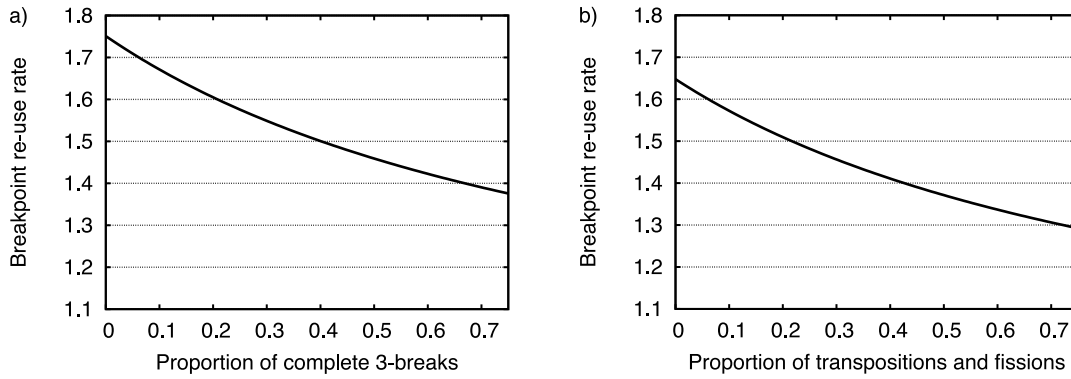 a)
1.8
1.7
1.6
1.5
1.4
1.3
1.2
1.1
Breakpoint re-use rate
0 0.1 0.2 0.3 0.4 0.5 0.6 0.7
Proportion of complete 3-breaks
b)
1.8
1.7
1.6
1.5
1.4
1.3
1.2
1.1
Breakpoint re-use rate
0 0.1 0.2 0.3 0.4 0.5 0.6 0.7
Proportion of transpositions and fissions